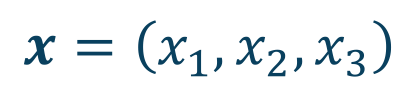 𝒙 = (𝑥₁, 𝑥₂, 𝑥₃)